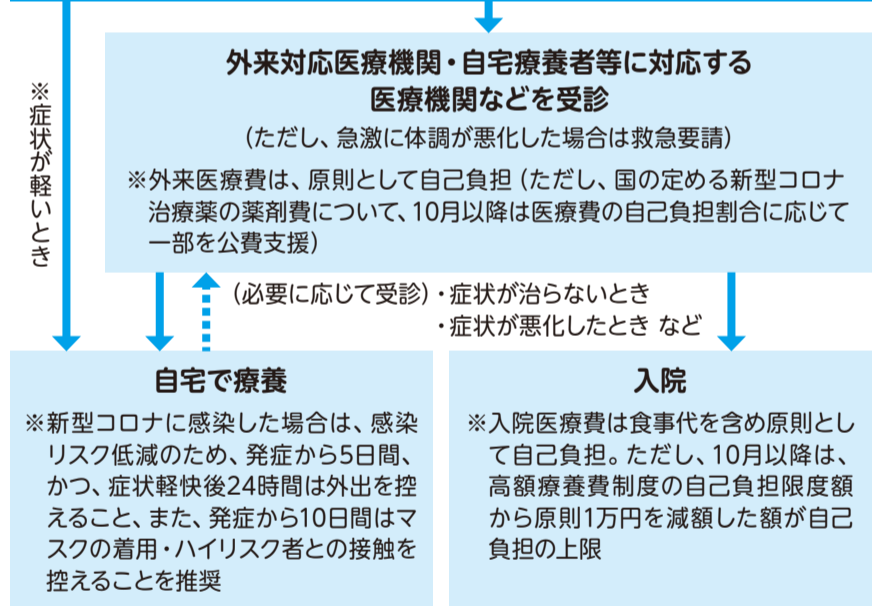 外来対応医療機関・自宅療養者等に対応する
医療機関などを受診
（ただし、急激に体調が悪化した場合は救急要請）
※外来医療費は、原則として自己負担（ただし、国の定める新型コロナ
治療薬の薬剤費について、10月以降は医療費の自己負担割合に応じて
一部を公費支援）
※症状が軽いとき
（必要に応じて受診）・症状が治らないとき
・症状が悪化したとき など
自宅で療養
※新型コロナに感染した場合は、感染
リスク低減のため、発症から5日間、
かつ、症状軽快後24時間は外出を控
えること、また、発症から10日間はマ
スクの着用・ハイリスク者との接触を
控えることを推奨
入院
※入院医療費は食事代を含め原則とし
て自己負担。ただし、10月以降は、
高額療養費制度の自己負担限度額
から原則1万円を減額した額が自己
負担の上限